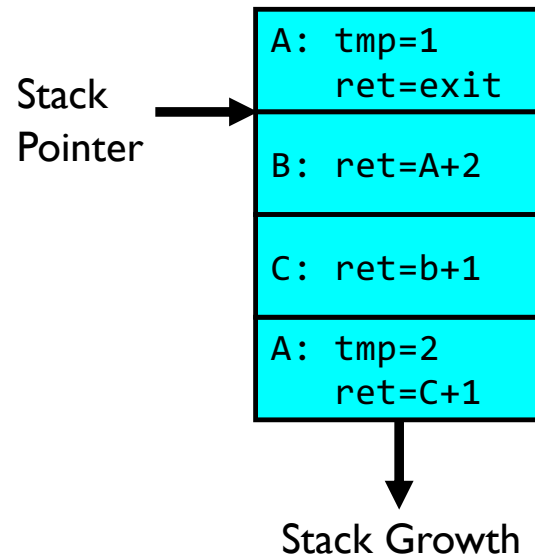 A: tmp=1
ret=exit
Stack
Pointer
B: ret=A+2
C: ret=b+1
A: tmp=2
ret=C+1
Stack Growth